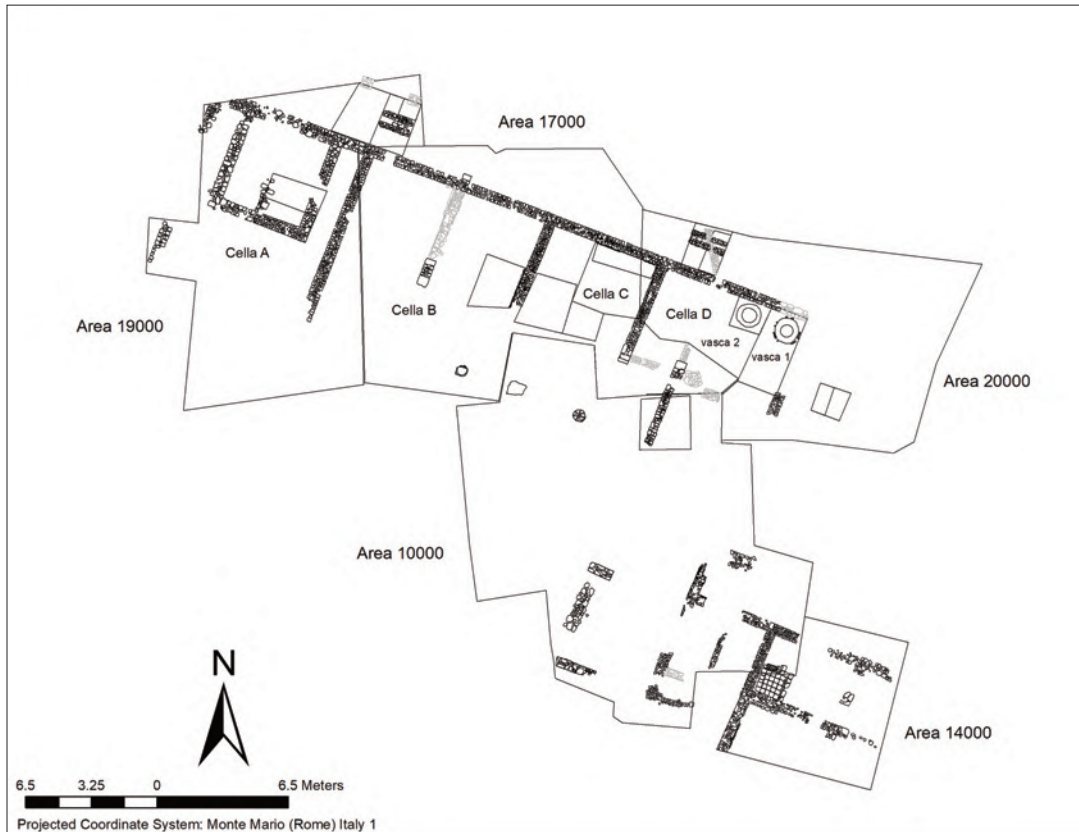 Area 17000
Cella A
Cella B
Cella C
Cella D
vasca 2
vasca 1
Area 19000
Area 20000
Area 10000
Area 14000
N
6.5 3.25 0 6.5 Meters
Projected Coordinate System: Monte Mario (Rome) Italy 1